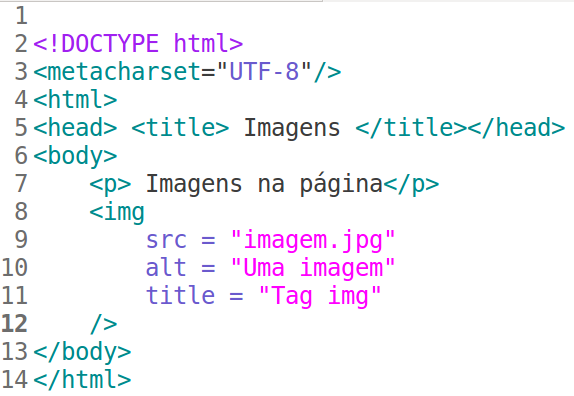 1
2 <!DOCTYPE html>
3 <metacharset="UTF-8"/>
4 <html>
5 <head> <title> Imagens </title></head>
6 <body>
7     <p> Imagens na página</p>
8     <img
9         src = "imagem.jpg"
10         alt = "Uma imagem"
11         title = "Tag img"
12     />
13 </body>
14 </html>